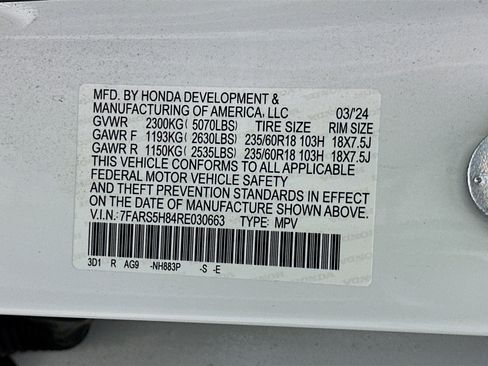 MFD. BY HONDA DEVELOPMENT &
MANUFACTURING OF AMERICA, LLC 03/'24
GVWR 2300KG ( 5070LBS) TIRE SIZE RIM SIZE
GAWR F 1193KG ( 2630LBS) 235/60R18 103H 18X7.5J
GAWR R 1150KG ( 2535LBS) 235/60R18 103H 18X7.5J
THIS VEHICLE CONFORMS TO ALL APPLICABLE
FEDERAL MOTOR VEHICLE SAFETY
AND THEFT PREVENTION STANDARDS IN EFFECT
ON THE DATE OF MANUFACTURE SHOWN ABOVE.
V.I.N.:7FARS5H84RE030663 TYPE: MPV
3D1 R AG9 -NH883P -S -E